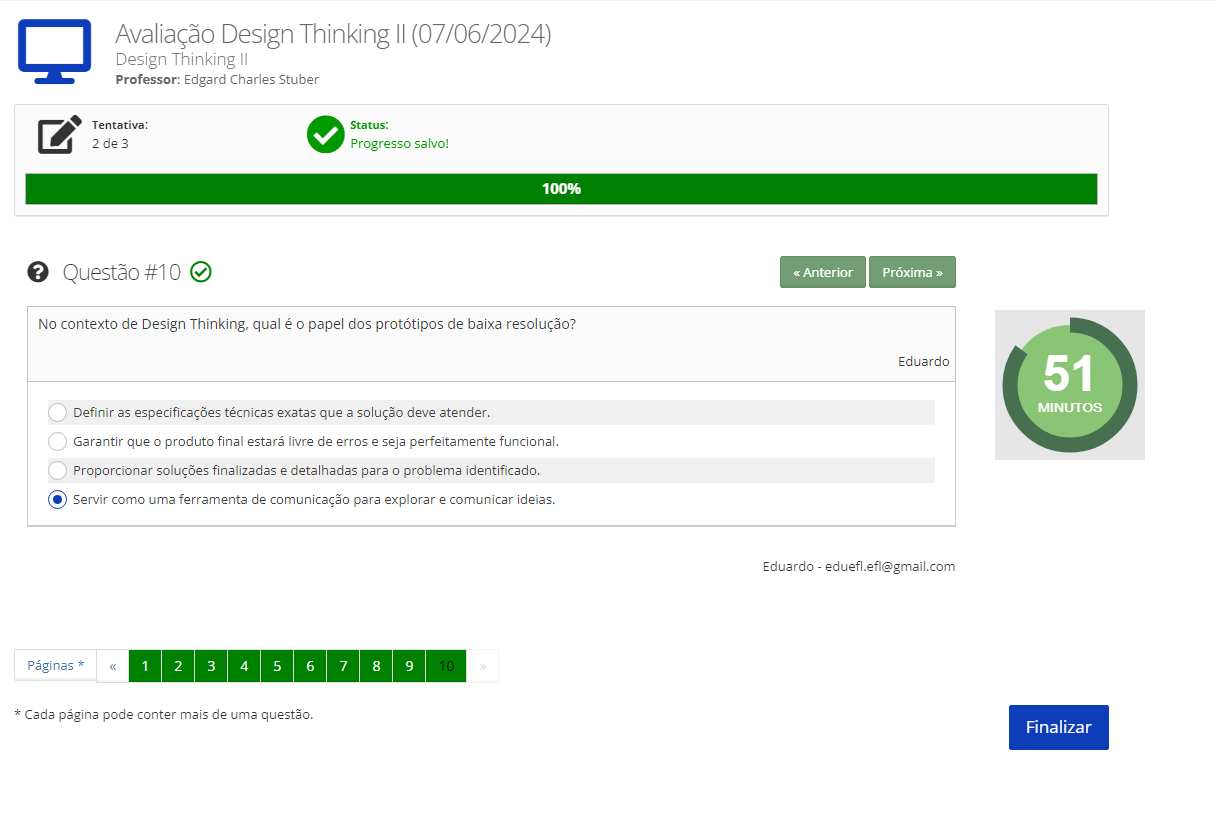 Avaliação Design Thinking II (07/06/2024)
Design Thinking II
Professor: Edgard Charles Stuber
Tentativa:
2 de 3
Status:
Progresso salvo!
100%
Questão #10
« Anterior
Próxima »
No contexto de Design Thinking, qual é o papel dos protótipos de baixa resolução?
Eduardo
51
MINUTOS
Definir as especificações técnicas exatas que a solução deve atender.
Garantir que o produto final estará livre de erros e seja perfeitamente funcional.
Proporcionar soluções finalizadas e detalhadas para o problema identificado.
Servir como uma ferramenta de comunicação para explorar e comunicar ideias.
Eduardo - eduefl.efl@gmail.com
Páginas * « 1 2 3 4 5 6 7 8 9 10 »
* Cada página pode conter mais de uma questão.
Finalizar